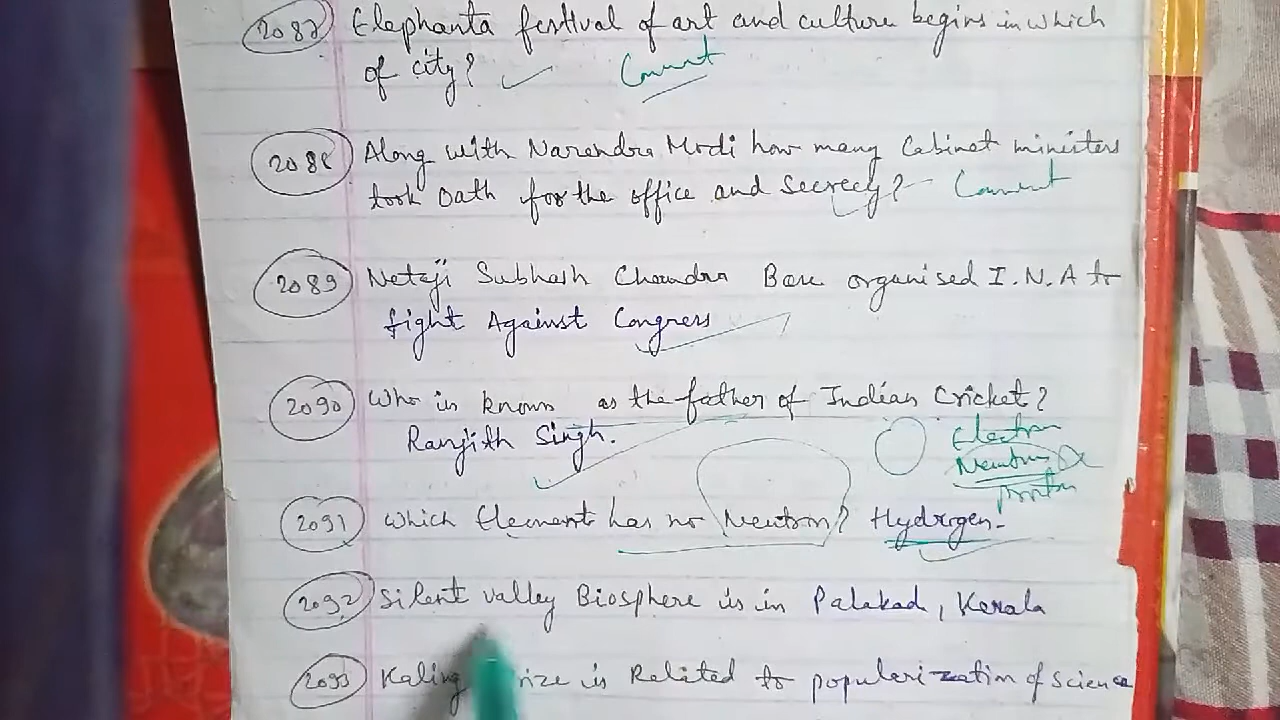 2087 Elephanta festival of art and culture begins in which
of city? Comment
2088 Along with Narendra Modi how many Cabinet ministers
took oath for the office and Secrecy? Comment
2089 Netaji Subhash Chandra Bose organised I.N.A to
fight Against Congress
2090 Who is known as the father of Indian Cricket?
Ranjith Singh.
Electron
Neutron
proton
2091 Which Element has no Neutron? Hydrogen-
2092 Silent valley Biosphere is in Palakad, Kerala
2093 Kaling rize is Related to popularization of science